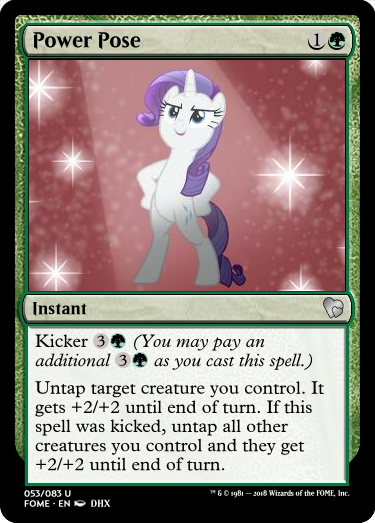 Power Pose 1
Instant
Kicker 3 (You may pay an
additional 3 as you cast this spell.)
Untap target creature you control. It
gets +2/+2 until end of turn. If this
spell was kicked, untap all other
creatures you control and they get
+2/+2 until end of turn.
053/083 U
FOME • EN DHX
™ & © 1981 — 2018 Wizards of the FOME, Inc.